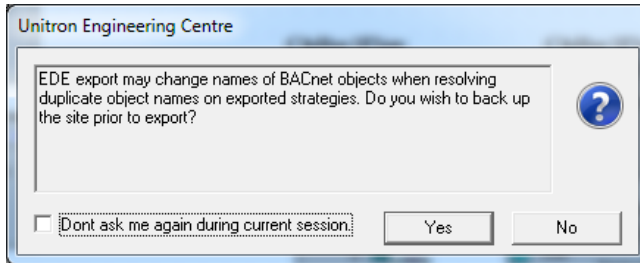 Unitron Engineering Centre
EDE export may change names of BACnet objects when resolving
duplicate object names on exported strategies. Do you wish to back up
the site prior to export?
Dont ask me again during current session.
Yes
No